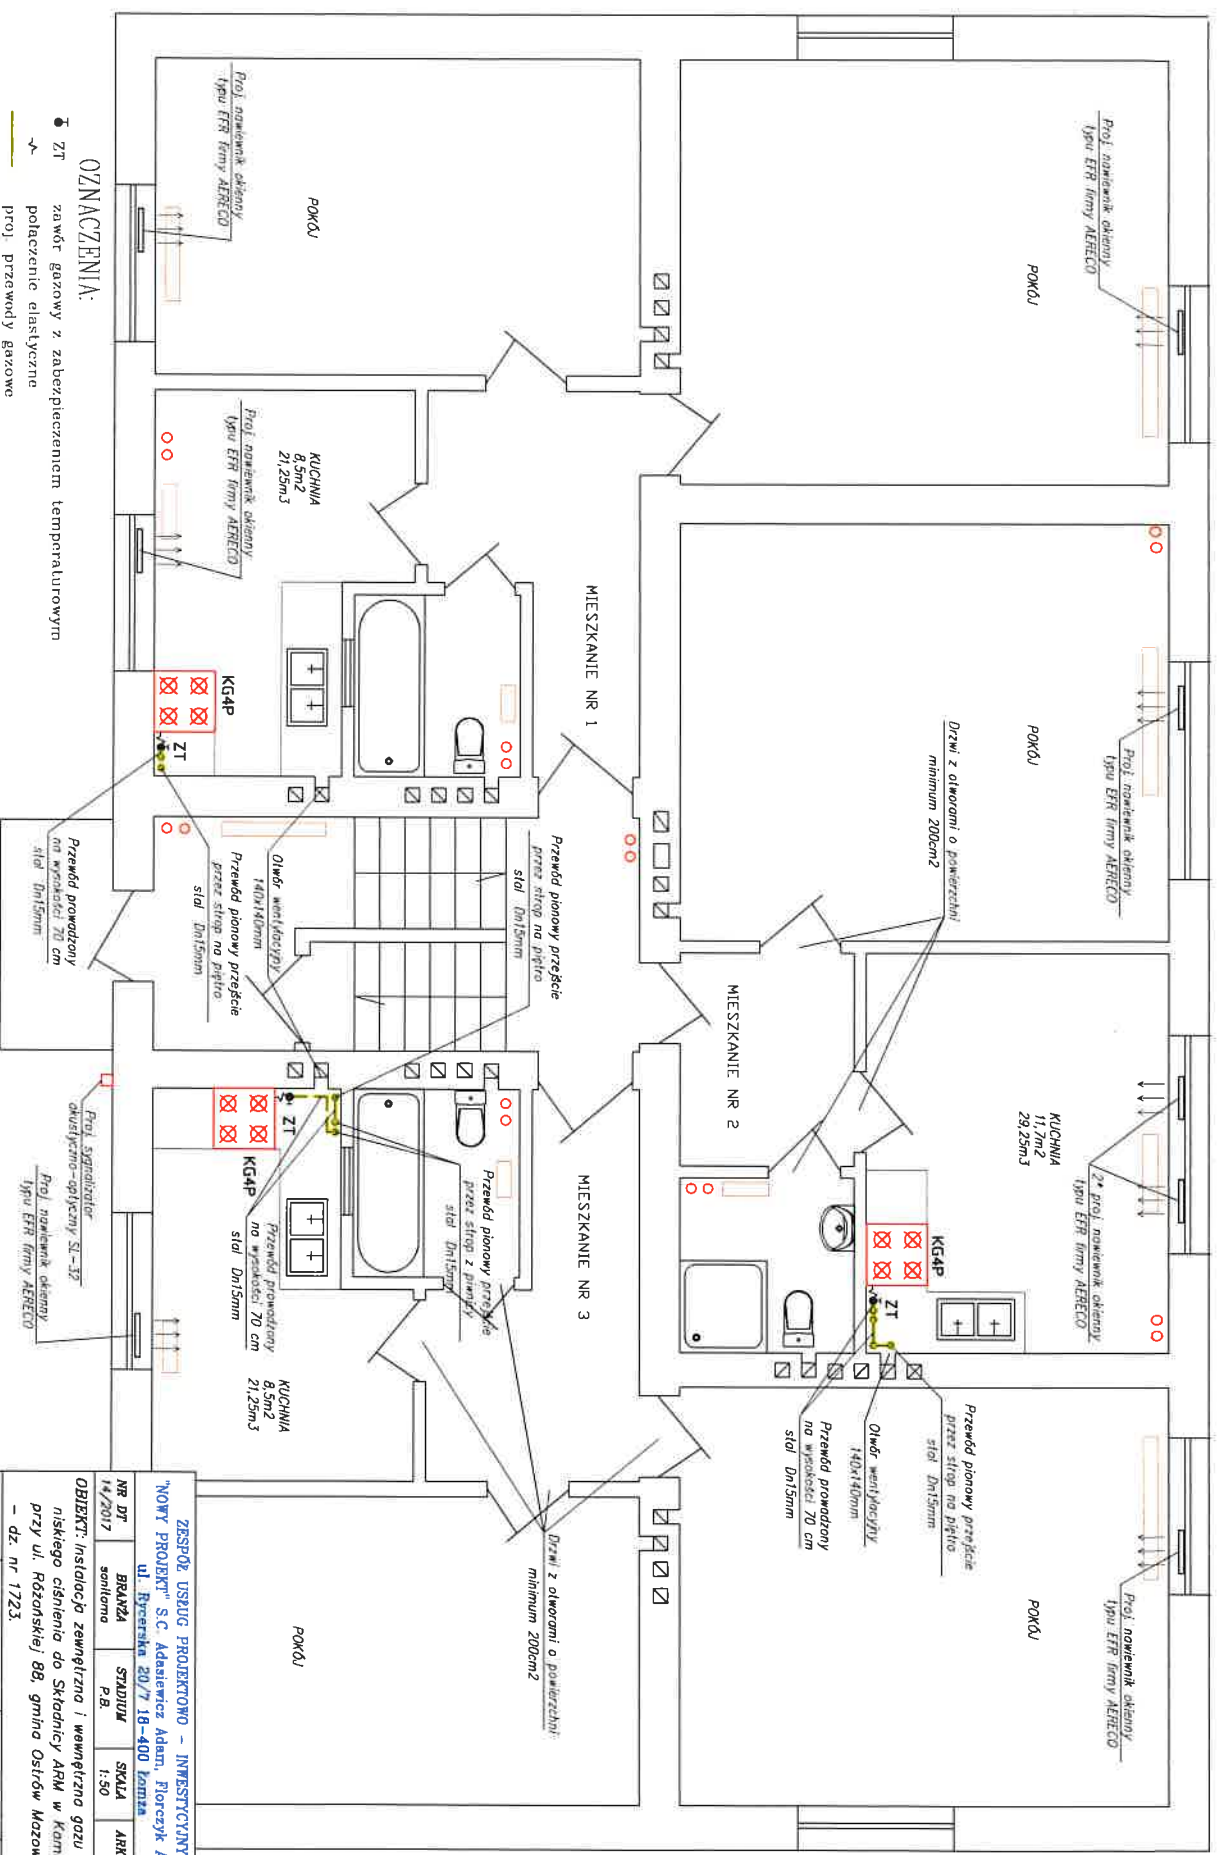 Proj. nawiewnik okienny
typu EFR firmy AERECO
POKÓJ
Proj. nawiewnik okienny
typu EFR firmy AERECO
POKÓJ
Proj. nawiewnik okienny
typu EFR firmy AERECO
POKÓJ
Drzwi z otworami o powierzchni
minimum 200cm2
KUCHNIA
11,7m2
29,25m3
2* proj. nawiewnik okienny
typu EFR firmy AERECO
MIESZKANIE NR 2
KG4P
ZT
Przewód pionowy przejście
przez strop na piętro
stal Dn15mm
Otwór wentylacyjny
140x140mm
Przewód prowadzony
na wysokości 70 cm
stal Dn15mm
Proj. nawiewnik okienny
typu EFR firmy AERECO
POKÓJ
Proj. nawiewnik okienny
typu EFR firmy AERECO
KUCHNIA
8,5m2
21,25m3
MIESZKANIE NR 1
KG4P
ZT
Przewód pionowy przejście
przez strop na piętro
stal Dn15mm
Otwór wentylacyjny
140x140mm
Przewód pionowy przejście
przez strop na piętro
stal Dn15mm
Przewód prowadzony
na wysokości 70 cm
stal Dn15mm
MIESZKANIE NR 3
Przewód pionowy przejście
przez strop z piwnicy
stal Dn15mm
ZT
KG4P
Przewód prowadzony
na wysokości 70 cm
stal Dn15mm
KUCHNIA
8,5m2
21,25m3
Proj. sygnalizator
akustyczno-optyczny SL-32
Proj. nawiewnik okienny
typu EFR firmy AERECO
Drzwi z otworami o powierzchni
minimum 200cm2
POKÓJ
OZNACZENIA:
ZT zawór gazowy z zabezpieczeniem temperaturowym
połączenie elastyczne
proj. przewody gazowe
ZESPÓŁ USŁUG PROJEKTOWO - INWESTYCYJNY
"NOWY PROJEKT" S.C. Adasiewicz Adam, Florczyk A
ul. Rycerska 20/7 18-400 Łomża
NR DT BRANŻA STADIUM SKALA ARK
14/2017 sanitarna P.B. 1:50
OBIEKT: Instalacja zewnętrzna i wewnętrzna gazu
niskiego ciśnienia do Składnicy ARM w Kom
przy ul. Różańskiej 8B, gmina Ostrów Mazow
- dz. nr 1723.